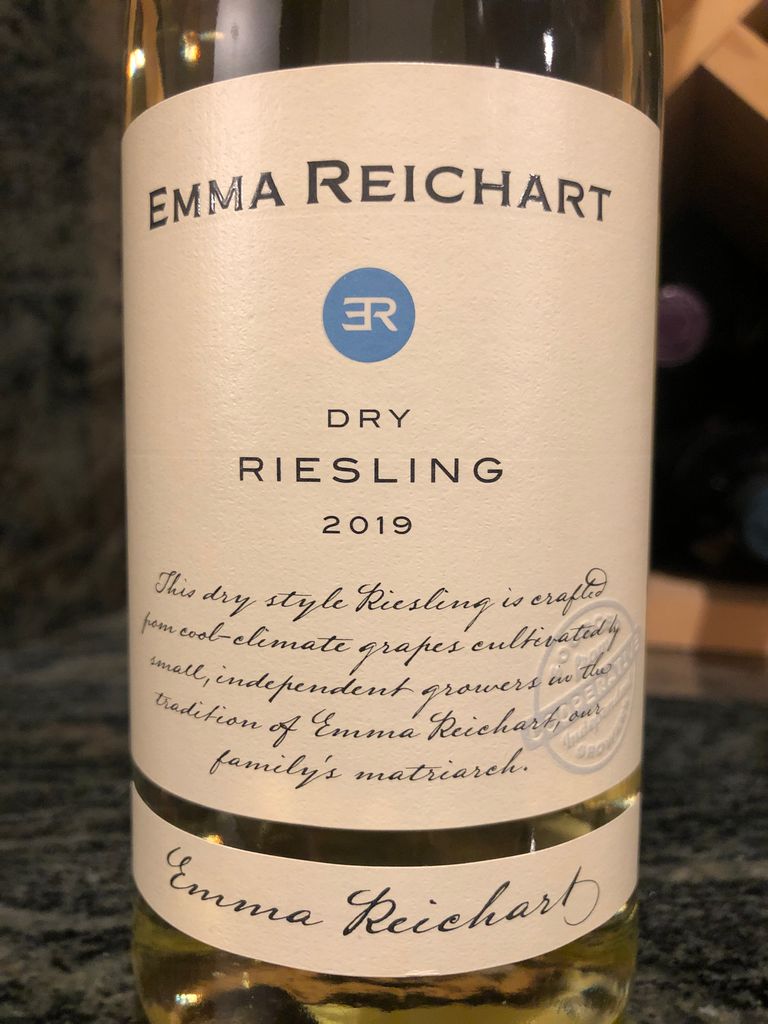 EMMA REICHART
ER
DRY
RIESLING
2019
This dry style Riesling is crafted
from cool-climate grapes cultivated by
small, independent growers in the
tradition of Emma Reichart, our
family's matriarch.
Emma Reichart